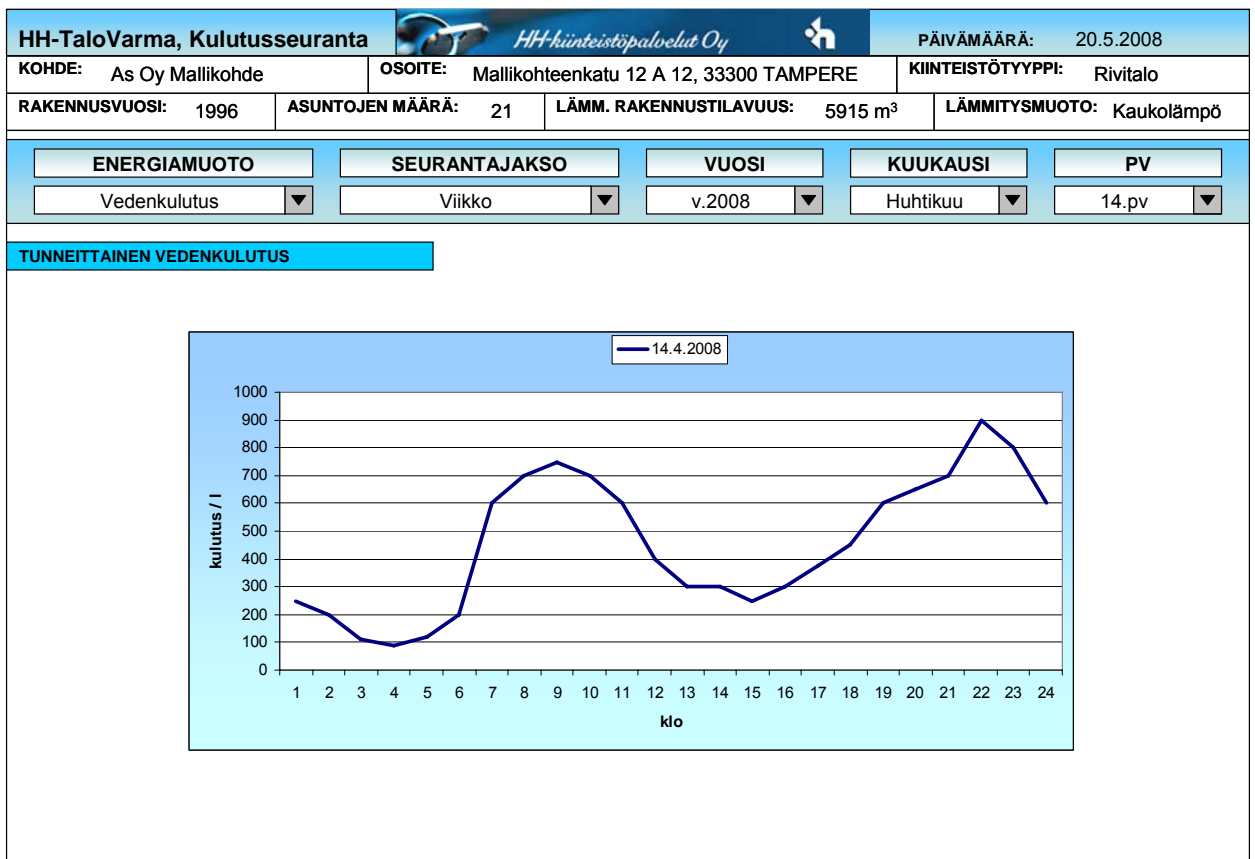 HH-TaloVarma, Kulutusseuranta HH-kiinteistöpalvelut Oy PÄIVÄMÄÄRÄ: 20.5.2008
KOHDE: As Oy Mallikohde OSOITE: Mallikohteenkatu 12 A 12, 33300 TAMPERE KIINTEISTÖTYYPPI: Rivitalo
RAKENNUSVUOSI: 1996 ASUNTOJEN MÄÄRÄ: 21 LÄMM. RAKENNUSTILAVUUS: 5915 m³ LÄMMITYSMUOTO: Kaukolämpö
ENERGIAMUOTO SEURANTAJAKSO VUOSI KUUKAUSI PV
Vedenkulutus Viikko v.2008 Huhtikuu 14.pv
TUNNEITTAINEN VEDENKULUTUS
14.4.2008
1000
900
800
700
600
500
400
300
200
100
0
kulutus / l
1 2 3 4 5 6 7 8 9 10 11 12 13 14 15 16 17 18 19 20 21 22 23 24
klo